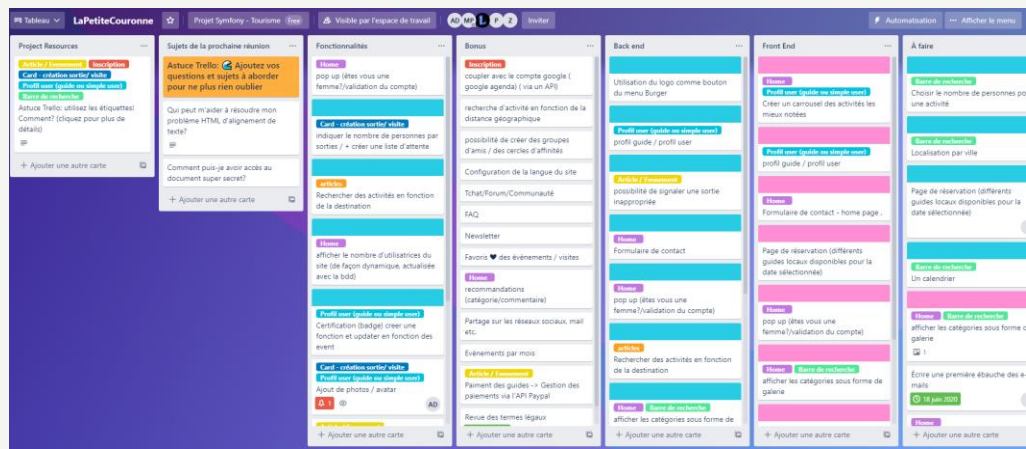 Tableau
LaPetiteCouronne
Projet Symfony - Tourisme
Free
Visible par l'espace de travail
AD
MP
L
P
Z
Inviter
Automatisation
Afficher le menu
Project Resources
Article / Evenement
Inscription
Card - création sortie/ visite
Profil user (guide ou simple user)
Barre de recherche
Astuce Trello: utilisez les étiquettes!
Comment? (cliquez pour plus de
détails)
+ Ajouter une autre carte
Sujets de la prochaine réunion
Astuce Trello: 🌊 Ajoutez vos
questions et sujets à aborder
pour ne plus rien oublier
Qui peut m'aider à résoudre mon
problème HTML d'alignement de
texte?
Comment puis-je avoir accès au
document super secret?
+ Ajouter une autre carte
Fonctionnalités
Home
pop up (êtes vous une
femme?/validation du compte)
Card - création sortie/ visite
indiquer le nombre de personnes par
sorties / + créer une liste d'attente
articles
Rechercher des activités en fonction
de la destination
Home
afficher le nombre d'utilisatrices du
site (de façon dynamique, actualisée
avec la bdd)
Profil user (guide ou simple user)
Certification (badge) creer une
fonction et updater en fonction des
event
Card - création sortie/ visite
Profil user (guide ou simple user)
Ajout de photos / avatar
1
AD
+ Ajouter une autre carte
Bonus
Inscription
coupler avec le compte google (
google agenda) ( via un API)
recherche d'activité en fonction de la
distance géographique
possibilité de créer des groupes
d'amis / des cercles d'affinités
Configuration de la langue du site
Tchat/Forum/Communauté
FAQ
Newsletter
Favoris ♥ des événements / visites
Home
recommandations
(catégorie/commentaire)
Partage sur les réseaux sociaux, mail
etc.
Evènements par mois
Article / Evenement
Paiment des guides -> Gestion des
paiements via l'API Paypal
Revue des termes légaux
+ Ajouter une autre carte
Back end
Utilisation du logo comme bouton
du menu Burger
Profil user (guide ou simple user)
profil guide / profil user
Article / Evenement
possibilité de signaler une sortie
inappropriée
Home
Formulaire de contact
Home
pop up (êtes vous une
femme?/validation du compte)
articles
Rechercher des activités en fonction
de la destination
Home
Barre de recherche
afficher les catégories sous forme de
+ Ajouter une autre carte
Front End
Home
Profil user (guide ou simple user)
Créer un carrousel des activités les
mieux notées
Profil user (guide ou simple user)
profil guide / profil user
Home
Formulaire de contact - home page .
Page de réservation (différents
guides locaux disponibles pour la
date sélectionnée)
Home
pop up (êtes vous une
femme?/validation du compte)
Home
Barre de recherche
afficher les catégories sous forme de
galerie
+ Ajouter une autre carte
À faire
Barre de recherche
Choisir le nombre de personnes po
une activité
Barre de recherche
Localisation par ville
Page de réservation (différents
guides locaux disponibles pour la
date sélectionnée)
Barre de recherche
Un calendrier
Home
Barre de recherche
afficher les catégories sous forme d
galerie
1
Écrire une première ébauche des e-
mails
18 juin 2020
Home
+ Ajouter une autre carte